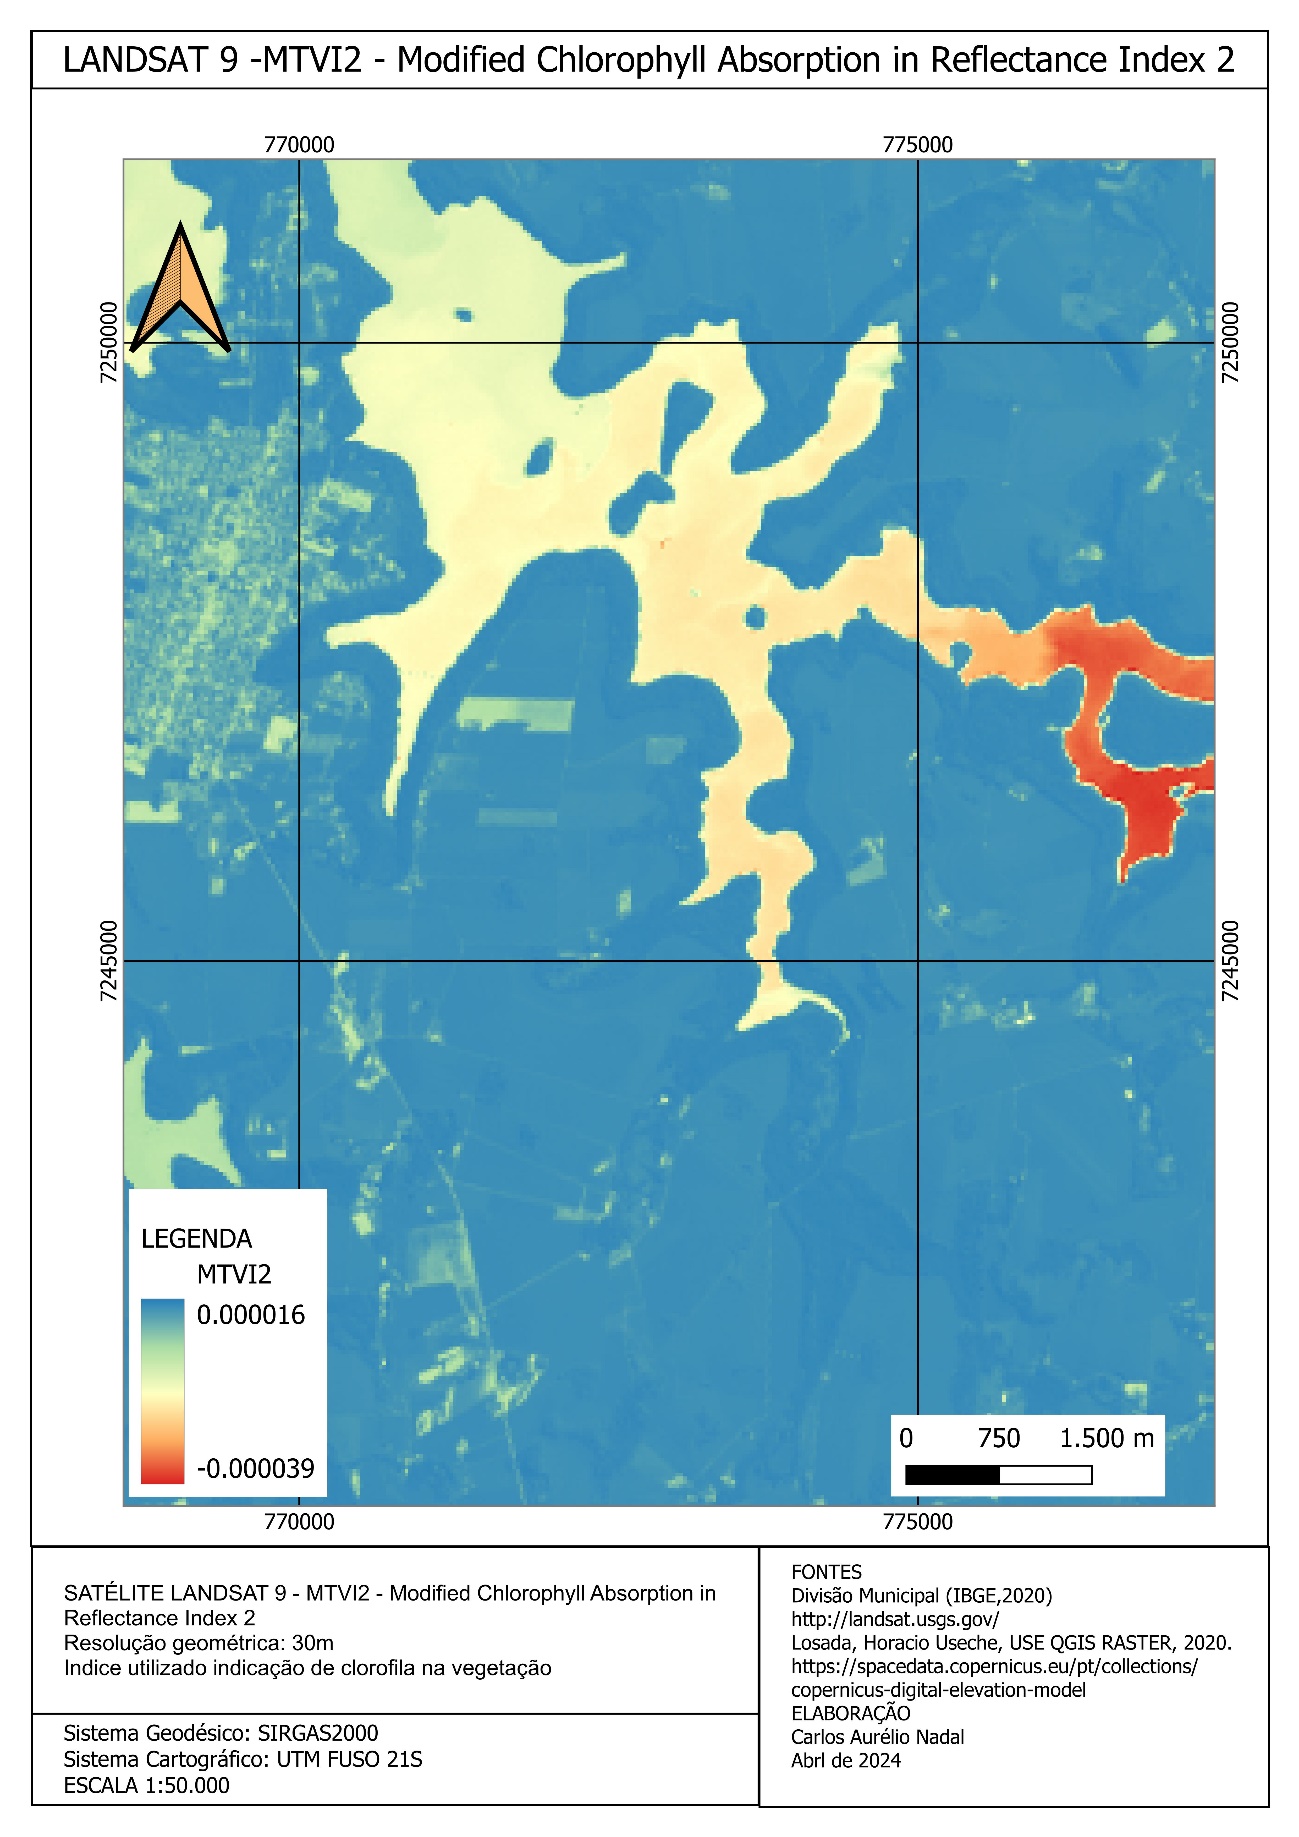 LANDSAT 9 -MTVI2 - Modified Chlorophyll Absorption in Reflectance Index 2
770000 775000
7250000 7250000
7245000 7245000
LEGENDA
MTVI2
0.000016
-0.000039
0 750 1.500 m
770000 775000
SATÉLITE LANDSAT 9 - MTVI2 - Modified Chlorophyll Absorption in
Reflectance Index 2
Resolução geométrica: 30m
Indice utilizado indicação de clorofila na vegetação
Sistema Geodésico: SIRGAS2000
Sistema Cartográfico: UTM FUSO 21S
ESCALA 1:50.000
FONTES
Divisão Municipal (IBGE,2020)
http://landsat.usgs.gov/
Losada, Horacio Useche, USE QGIS RASTER, 2020.
https://spacedata.copernicus.eu/pt/collections/
copernicus-digital-elevation-model
ELABORAÇÃO
Carlos Aurélio Nadal
Abrl de 2024